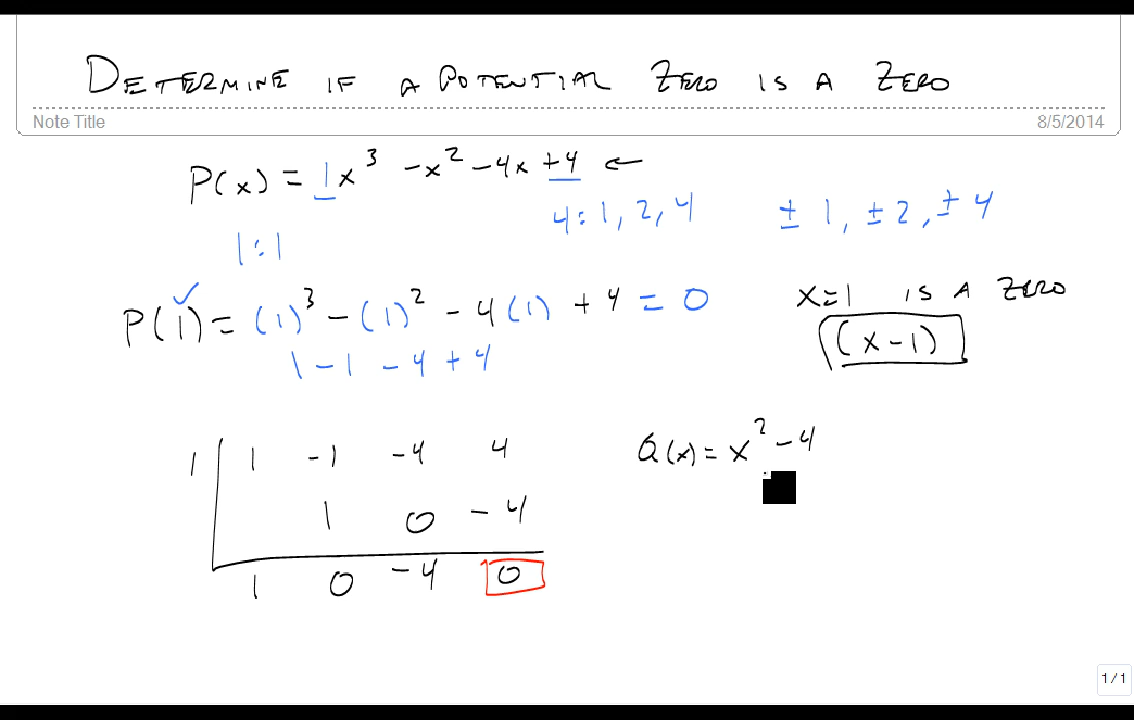 DETERMINE IF A POTENTIAL ZERO IS A ZERO
Note Title 8/5/2014
P(x) = 1x³ -x² -4x +4 ←
4: 1, 2, 4 ± 1, ± 2, ± 4
1: 1
P(1) = (1)³ - (1)² - 4(1) + 4 = 0 x=1 IS A ZERO
1 - 1 - 4 + 4 (x-1)
1 1 -1 -4 4 Q(x) = x² - 4
1 0 -4
1 0 -4 0
1/1